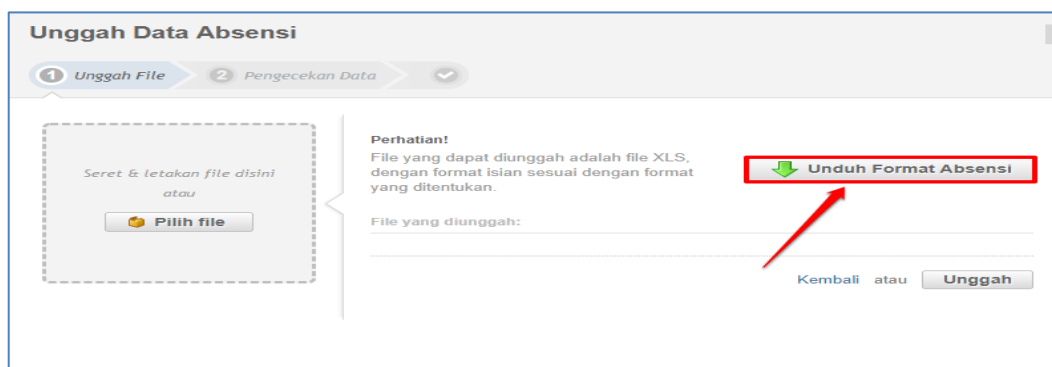 Unggah Data Absensi
1 Unggah File 2 Pengecekan Data
Seret & letakan file disini
atau
Pilih file
Perhatian!
File yang dapat diunggah adalah file XLS,
dengan format isian sesuai dengan format
yang ditentukan.
Unduh Format Absensi
File yang diunggah:
Kembali atau Unggah